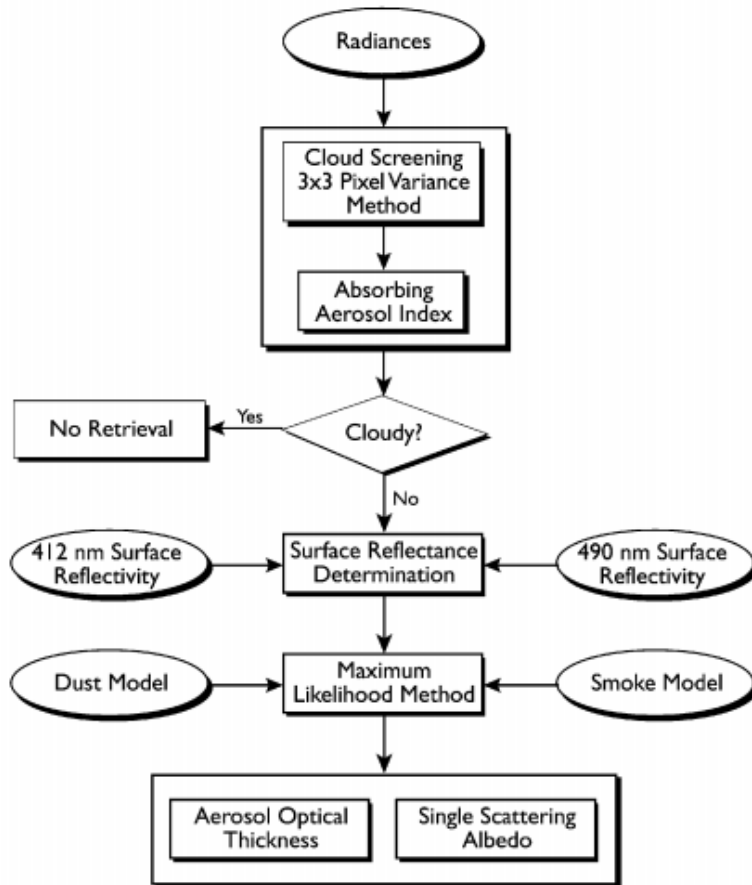 Radiances
Cloud Screening
3x3 Pixel Variance
Method
Absorbing
Aerosol Index
Cloudy?
Yes
No Retrieval
No
412 nm Surface
Reflectivity
Surface Reflectance
Determination
490 nm Surface
Reflectivity
Dust Model
Maximum
Likelihood Method
Smoke Model
Aerosol Optical
Thickness
Single Scattering
Albedo